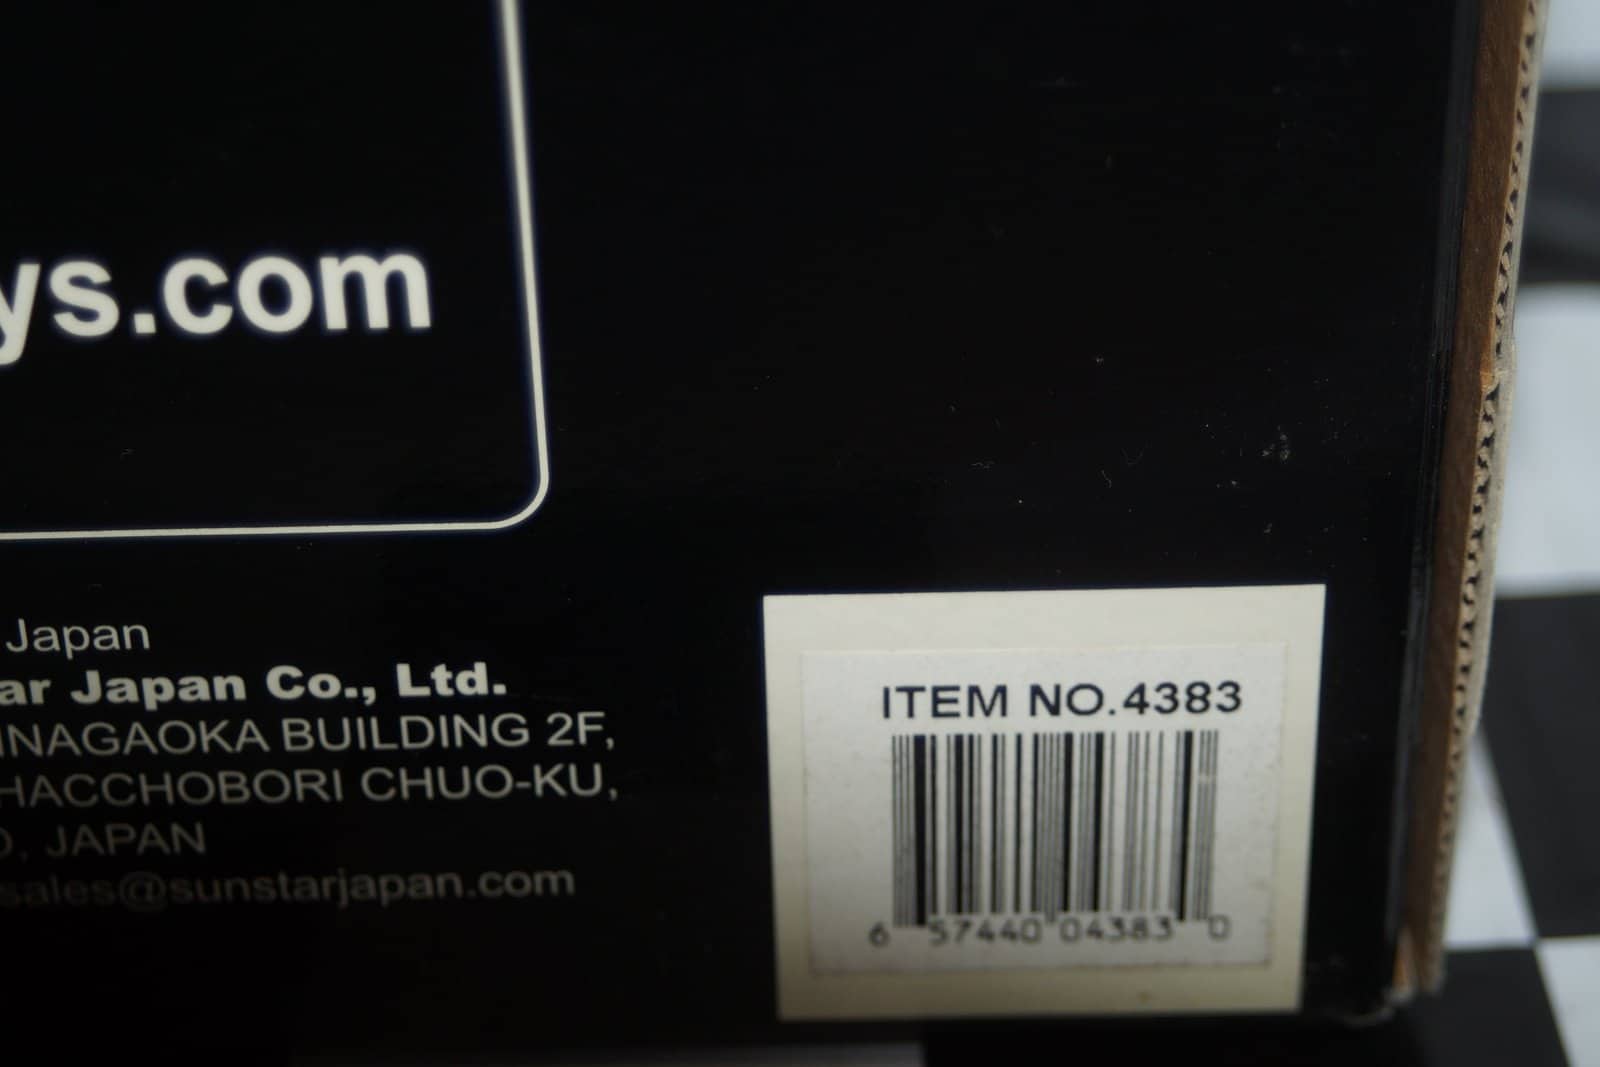 ys.com
Japan
ar Japan Co., Ltd.
INAGAOKA BUILDING 2F,
HACCHOBORI CHUO-KU,
O, JAPAN
sales@sunstarjapan.com
ITEM NO.4383
6 57440 04383 0